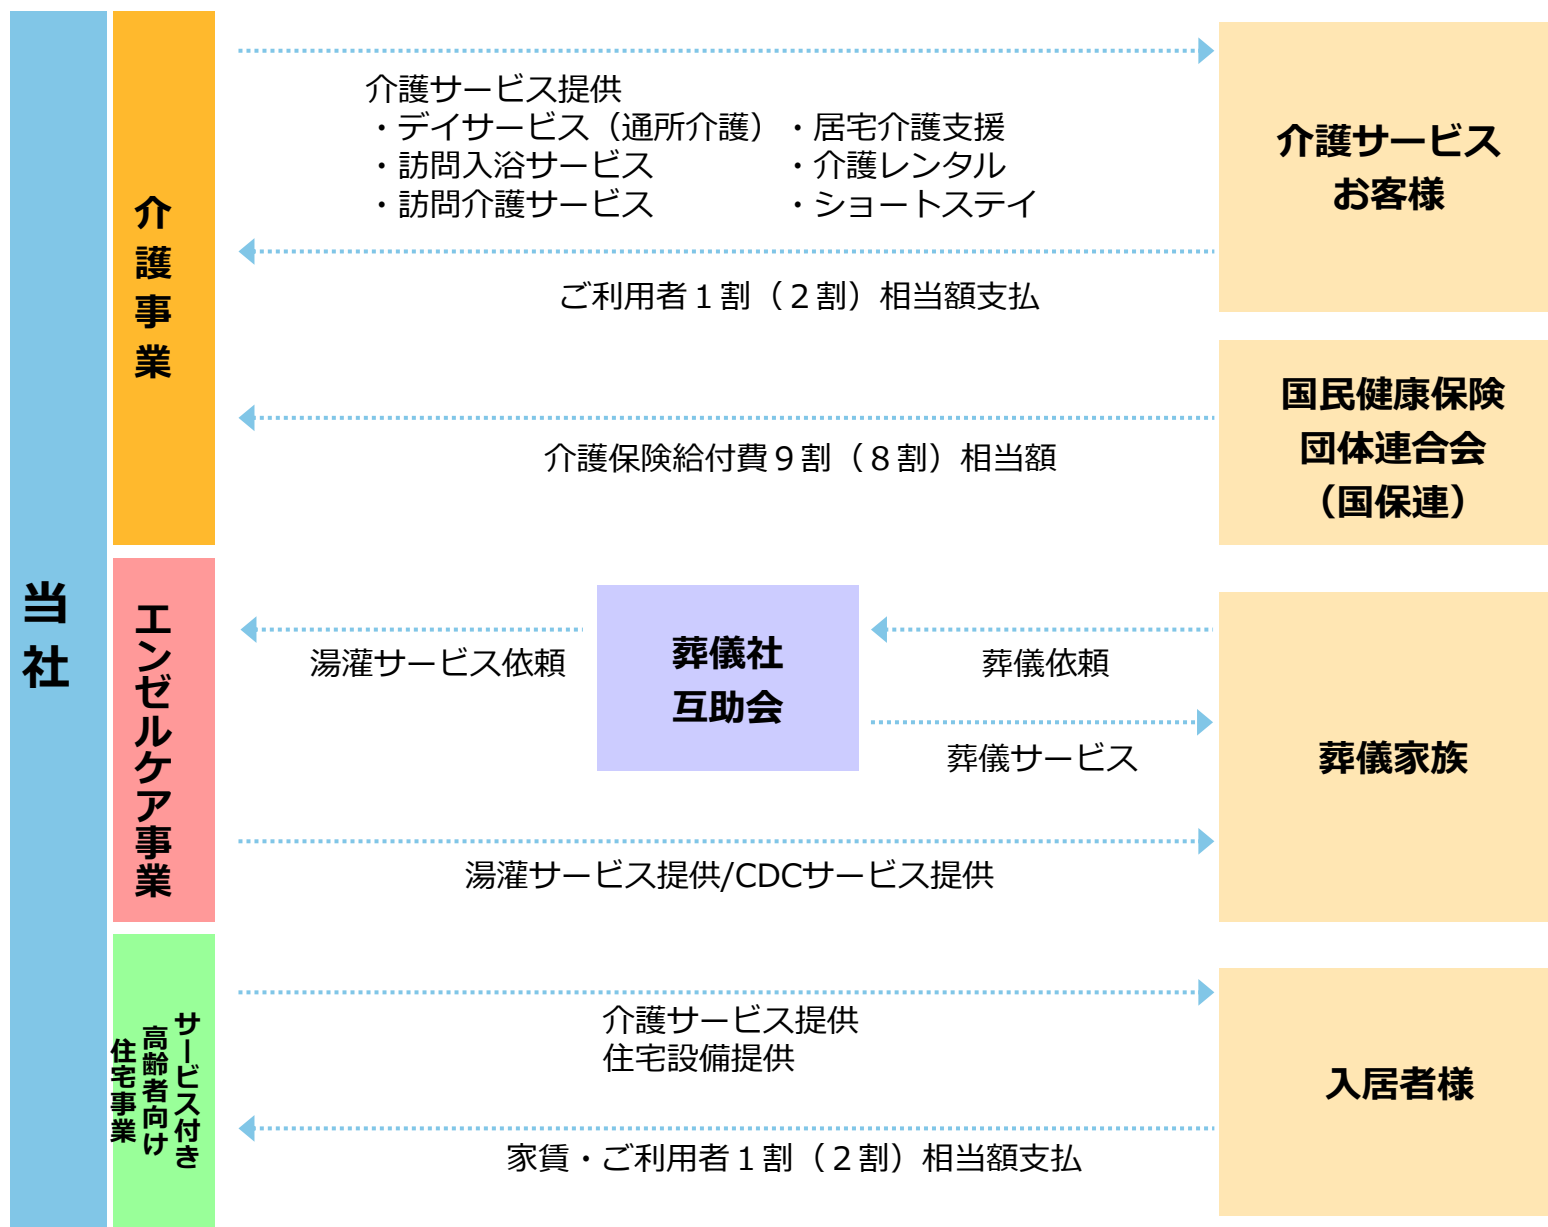 当社
介護事業
介護サービス提供
・デイサービス（通所介護）・居宅介護支援
・訪問入浴サービス　　　　・介護レンタル
・訪問介護サービス　　　　・ショートステイ
ご利用者１割（２割）相当額支払
介護サービス
お客様
介護保険給付費９割（８割）相当額
国民健康保険
団体連合会
（国保連）
エンゼルケア事業
湯灌サービス依頼
葬儀社
互助会
葬儀依頼
葬儀サービス
湯灌サービス提供/CDCサービス提供
葬儀家族
サービス付き
高齢者向け
住宅事業
介護サービス提供
住宅設備提供
家賃・ご利用者１割（２割）相当額支払
入居者様